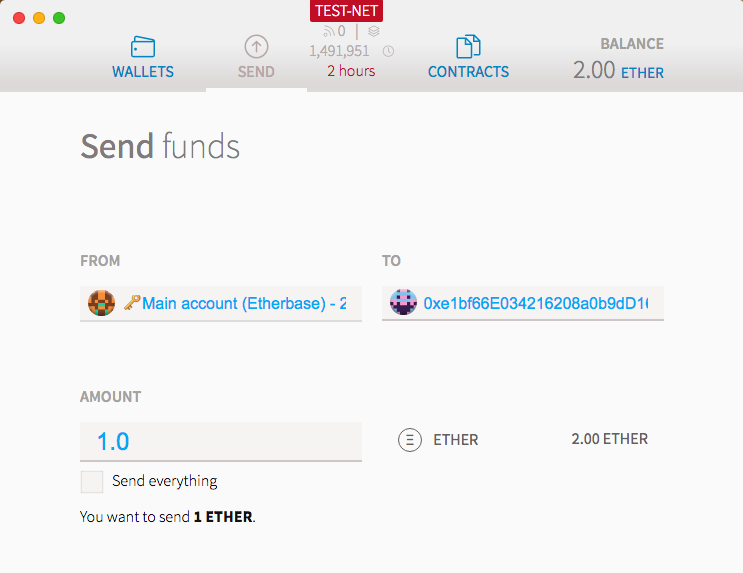 TEST-NET
0
1,491,951
2 hours
WALLETS
SEND
CONTRACTS
BALANCE
2.00 ETHER
Send funds
FROM
TO
Main account (Etherbase) - 2
0xe1bf66E034216208a0b9dD16
AMOUNT
1.0
ETHER
2.00 ETHER
Send everything
You want to send 1 ETHER.